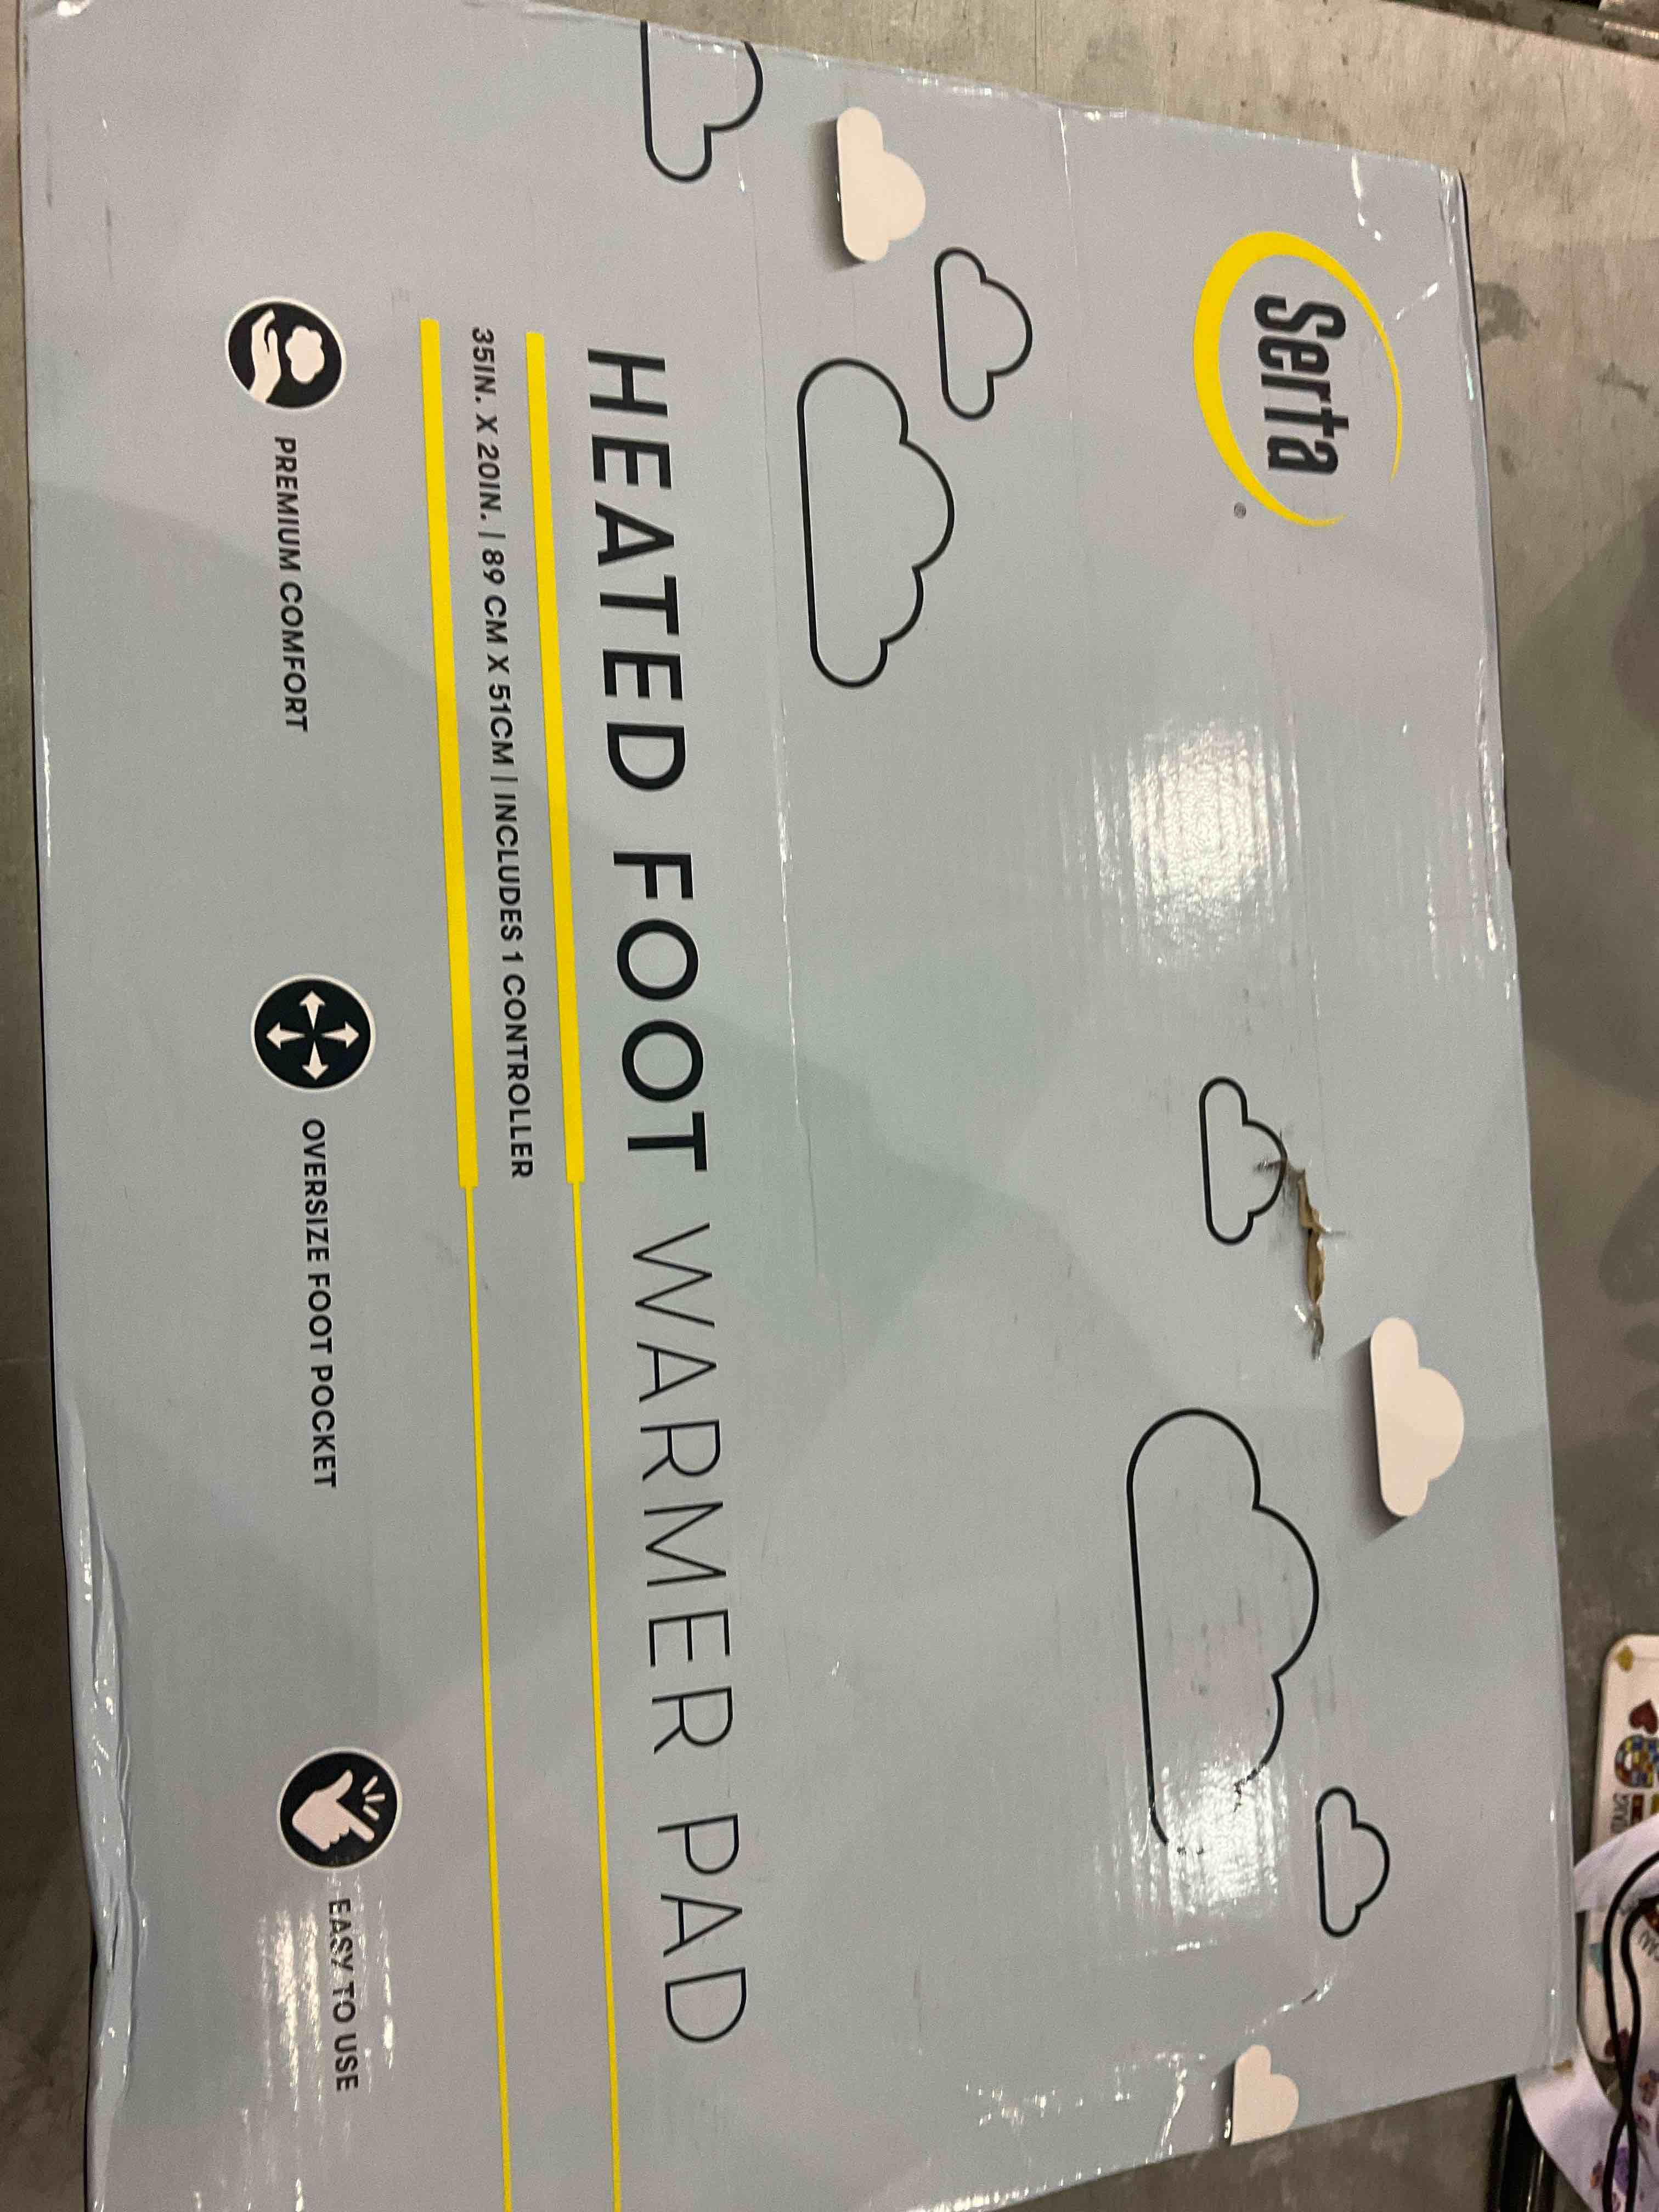 Serta®
HEATED FOOT WARMER PAD
35IN. X 20IN. | 89 CM X 51CM | INCLUDES 1 CONTROLLER
PREMIUM COMFORT
OVERSIZE FOOT POCKET
EASY TO USE